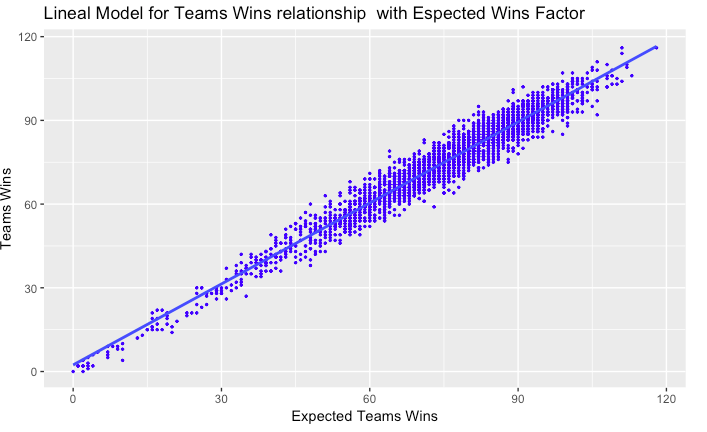 Lineal Model for Teams Wins relationship  with Espected Wins Factor
Teams Wins
120
90
60
30
0
0 30 60 90 120
Expected Teams Wins